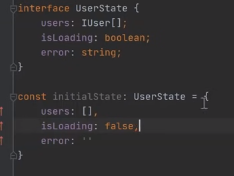 interface UserState {
users: IUser[];
isLoading: boolean;
error: string;
}
const initialState: UserState = {
users: [],
isLoading: false,
error: ''
}